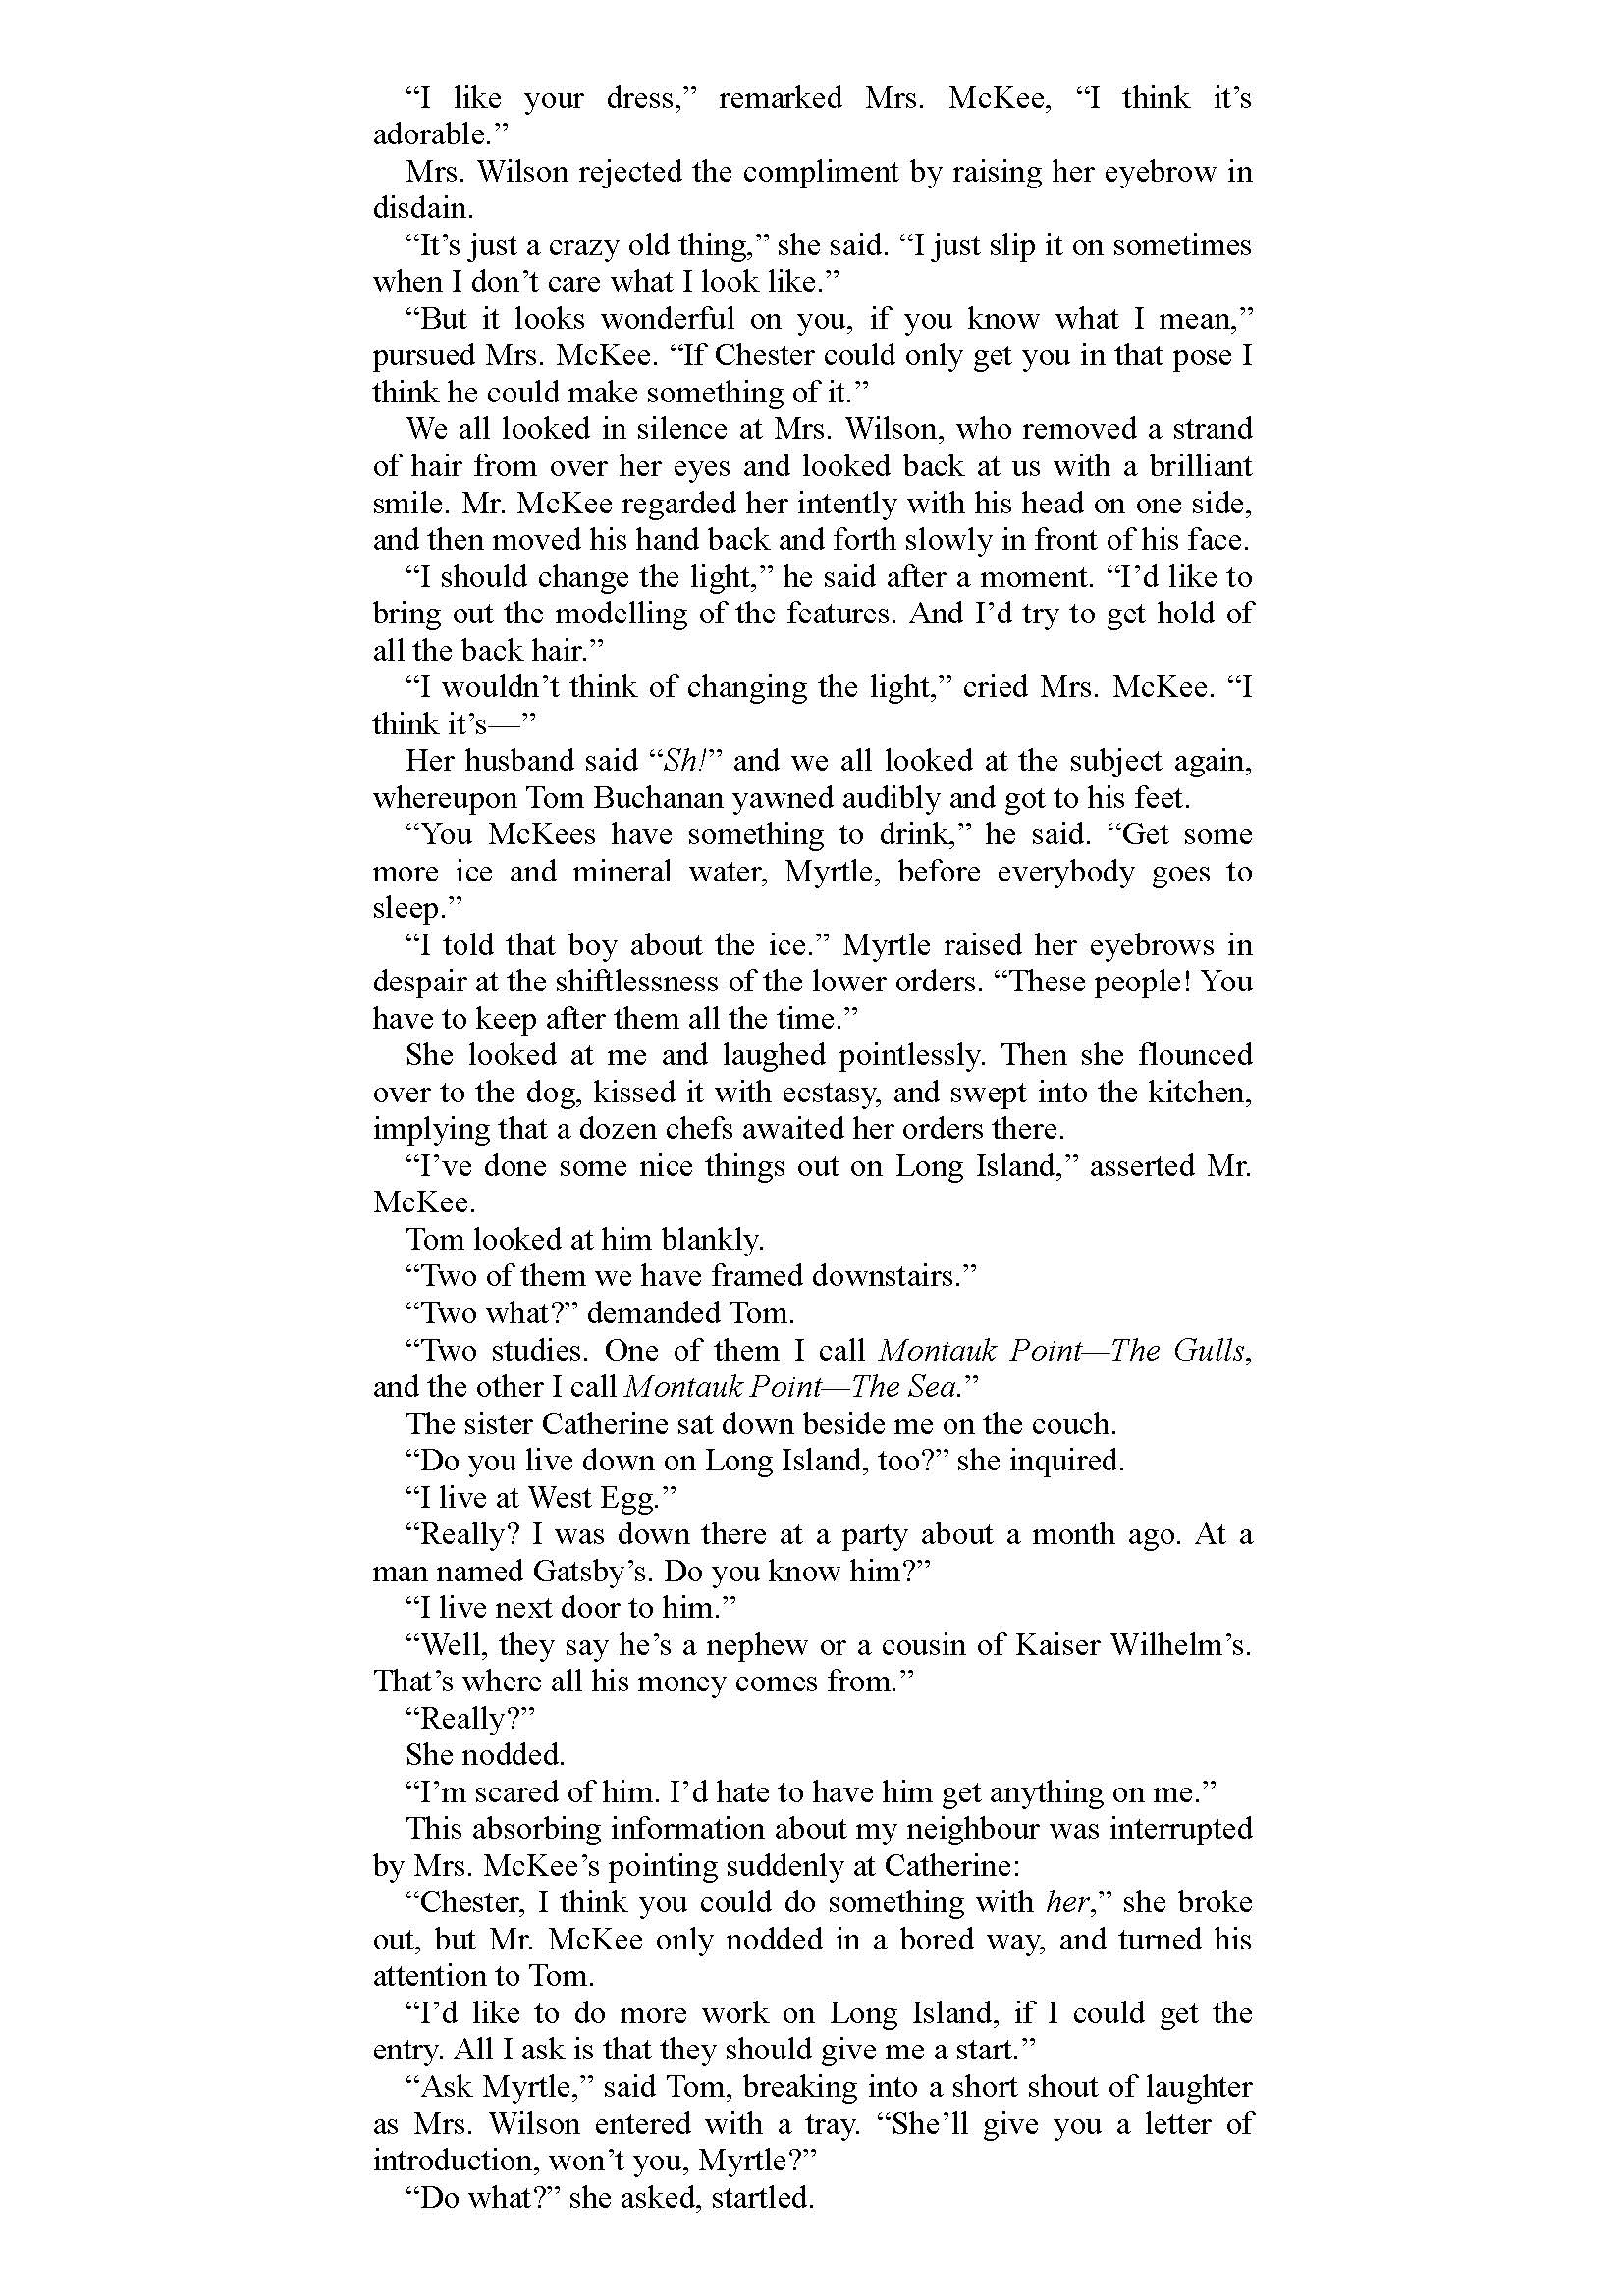 “I like your dress,” remarked Mrs. McKee, “I think it’s
adorable.”
Mrs. Wilson rejected the compliment by raising her eyebrow in
disdain.
“It’s just a crazy old thing,” she said. “I just slip it on sometimes
when I don’t care what I look like.”
“But it looks wonderful on you, if you know what I mean,”
pursued Mrs. McKee. “If Chester could only get you in that pose I
think he could make something of it.”
We all looked in silence at Mrs. Wilson, who removed a strand
of hair from over her eyes and looked back at us with a brilliant
smile. Mr. McKee regarded her intently with his head on one side,
and then moved his hand back and forth slowly in front of his face.
“I should change the light,” he said after a moment. “I’d like to
bring out the modelling of the features. And I’d try to get hold of
all the back hair.”
“I wouldn’t think of changing the light,” cried Mrs. McKee. “I
think it’s—”
Her husband said “Sh!” and we all looked at the subject again,
whereupon Tom Buchanan yawned audibly and got to his feet.
“You McKees have something to drink,” he said. “Get some
more ice and mineral water, Myrtle, before everybody goes to
sleep.”
“I told that boy about the ice.” Myrtle raised her eyebrows in
despair at the shiftlessness of the lower orders. “These people! You
have to keep after them all the time.”
She looked at me and laughed pointlessly. Then she flounced
over to the dog, kissed it with ecstasy, and swept into the kitchen,
implying that a dozen chefs awaited her orders there.
“I’ve done some nice things out on Long Island,” asserted Mr.
McKee.
Tom looked at him blankly.
“Two of them we have framed downstairs.”
“Two what?” demanded Tom.
“Two studies. One of them I call Montauk Point—The Gulls,
and the other I call Montauk Point—The Sea.”
The sister Catherine sat down beside me on the couch.
“Do you live down on Long Island, too?” she inquired.
“I live at West Egg.”
“Really? I was down there at a party about a month ago. At a
man named Gatsby’s. Do you know him?”
“I live next door to him.”
“Well, they say he’s a nephew or a cousin of Kaiser Wilhelm’s.
That’s where all his money comes from.”
“Really?”
She nodded.
“I’m scared of him. I’d hate to have him get anything on me.”
This absorbing information about my neighbour was interrupted
by Mrs. McKee’s pointing suddenly at Catherine:
“Chester, I think you could do something with her,” she broke
out, but Mr. McKee only nodded in a bored way, and turned his
attention to Tom.
“I’d like to do more work on Long Island, if I could get the
entry. All I ask is that they should give me a start.”
“Ask Myrtle,” said Tom, breaking into a short shout of laughter
as Mrs. Wilson entered with a tray. “She’ll give you a letter of
introduction, won’t you, Myrtle?”
“Do what?” she asked, startled.